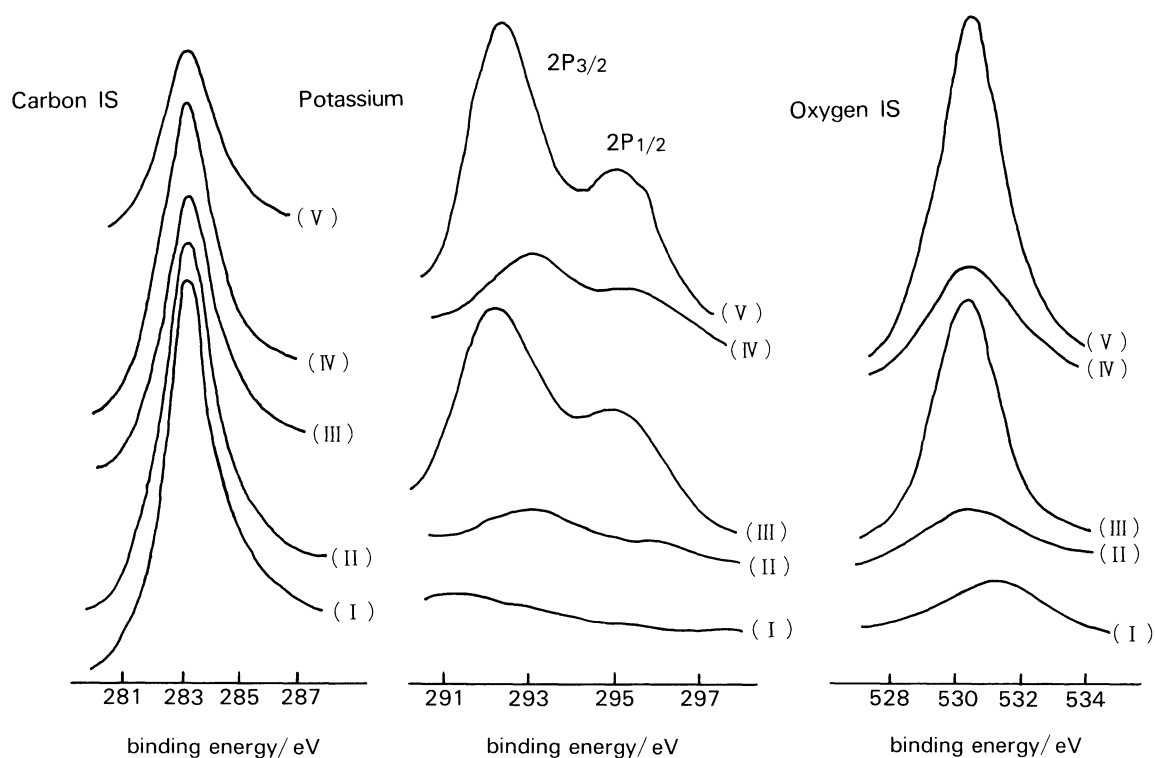 Carbon IS
Potassium
2P3/2
2P1/2
Oxygen IS
(V)
(IV)
(III)
(II)
(I)
(V)
(IV)
(III)
(II)
(I)
(V)
(IV)
(III)
(II)
(I)
281 283 285 287
291 293 295 297
528 530 532 534
binding energy/eV
binding energy/eV
binding energy/eV